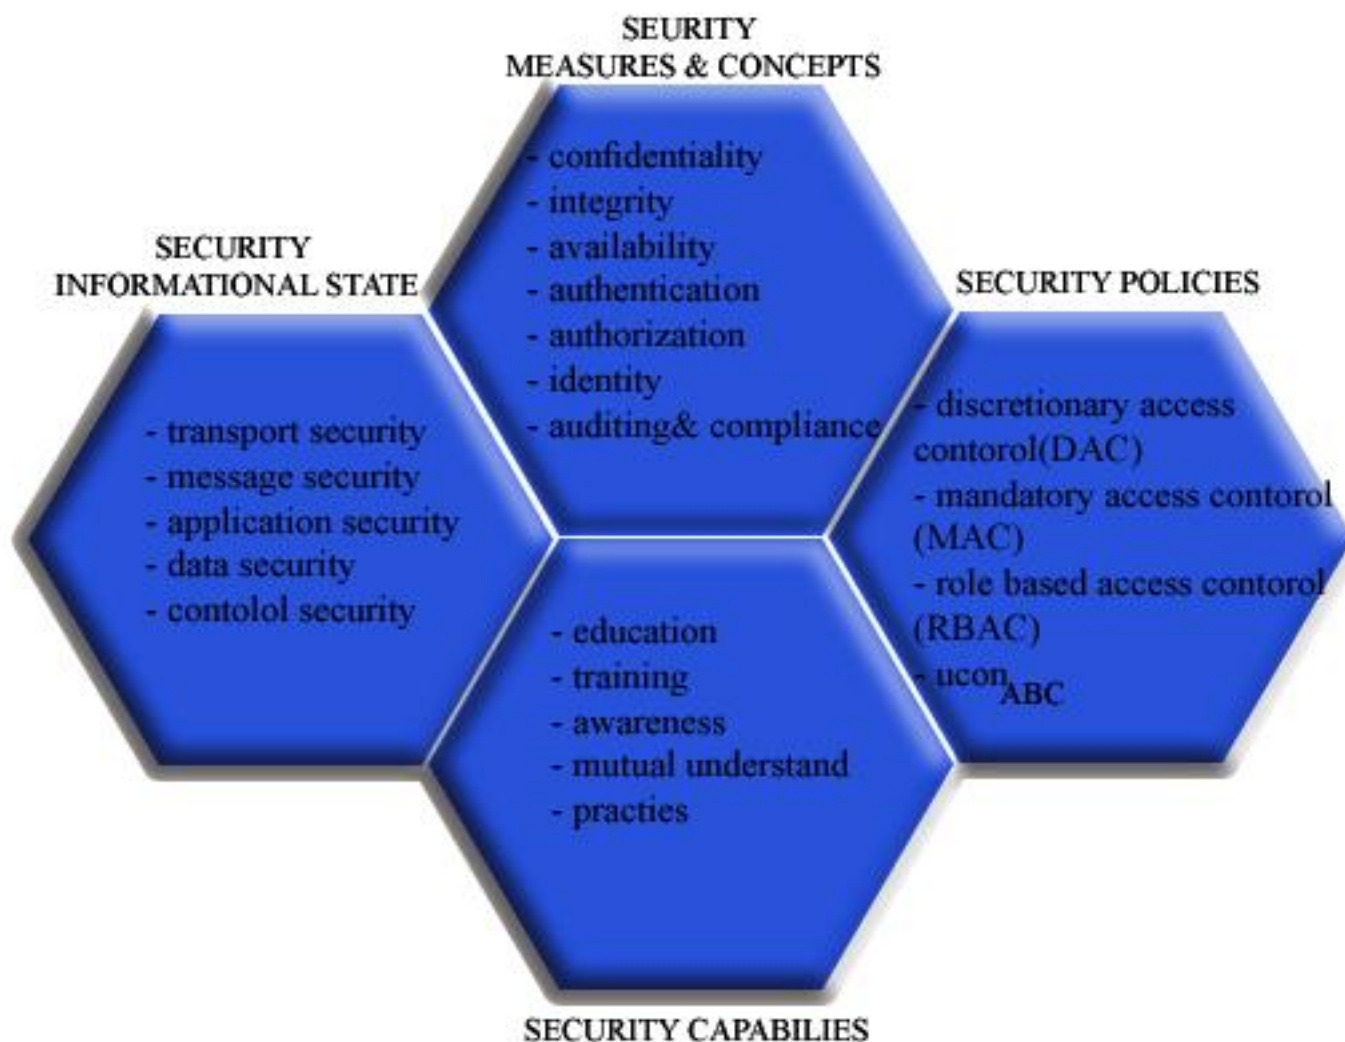 SEURITY
MEASURES & CONCEPTS
- confidentiality
- integrity
- availability
- authentication
- authorization
- identity
- auditing& compliance
SECURITY
INFORMATIONAL STATE
- transport security
- message security
- application security
- data security
- contolol security
SECURITY POLICIES
- discretionary access
contorol(DAC)
- mandatory access contorol
(MAC)
- role based access contorol
(RBAC)
- uconABC
- education
- training
- awareness
- mutual understand
- practies
SECURITY CAPABILIES